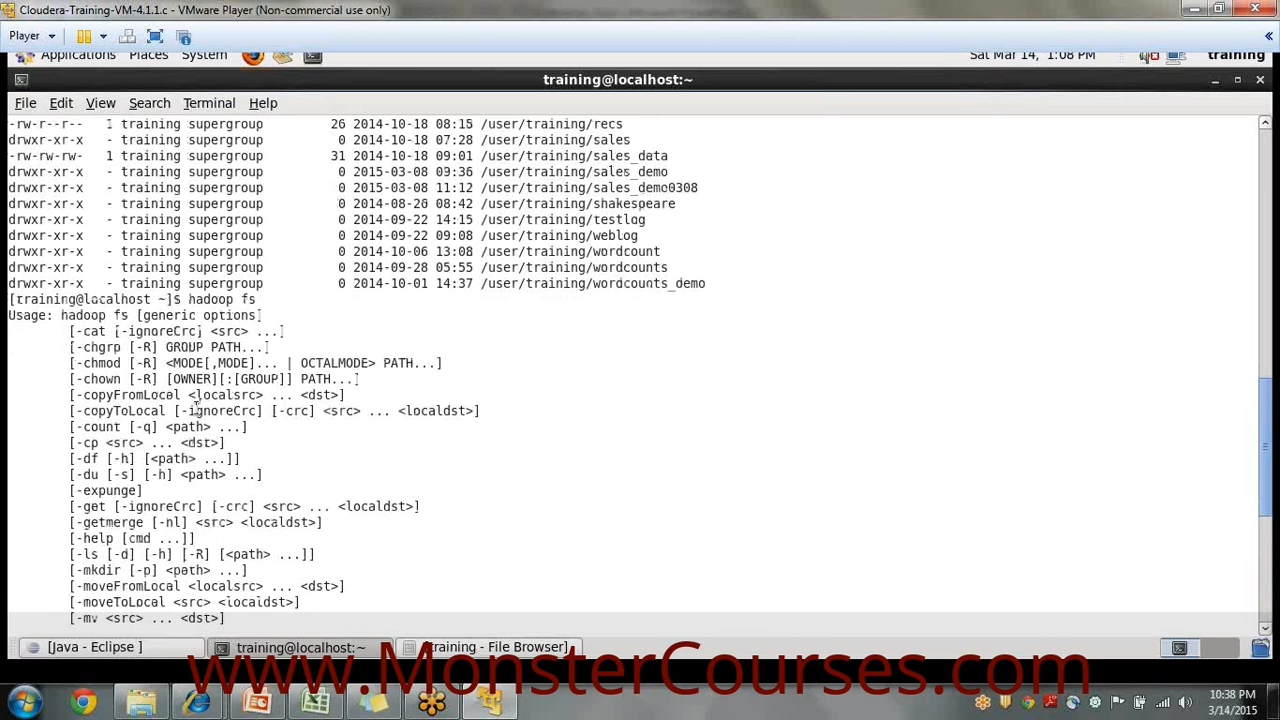 Cloudera-Training-VM-4.1.1.c - VMware Player (Non-commercial use only)
Player
Applications Places System Sat Mar 14, 1:08 PM training
training@localhost:~
File Edit View Search Terminal Help
-rw-r--r-- 1 training supergroup 26 2014-10-18 08:15 /user/training/recs
drwxr-xr-x - training supergroup 0 2014-10-18 07:28 /user/training/sales
-rw-rw-rw- 1 training supergroup 31 2014-10-18 09:01 /user/training/sales_data
drwxr-xr-x - training supergroup 0 2015-03-08 09:36 /user/training/sales_demo
drwxr-xr-x - training supergroup 0 2015-03-08 11:12 /user/training/sales_demo0308
drwxr-xr-x - training supergroup 0 2014-08-26 08:42 /user/training/shakespeare
drwxr-xr-x - training supergroup 0 2014-09-22 14:15 /user/training/testlog
drwxr-xr-x - training supergroup 0 2014-09-22 09:08 /user/training/weblog
drwxr-xr-x - training supergroup 0 2014-10-06 13:08 /user/training/wordcount
drwxr-xr-x - training supergroup 0 2014-09-28 05:55 /user/training/wordcounts
drwxr-xr-x - training supergroup 0 2014-10-01 14:37 /user/training/wordcounts_demo
[training@localhost ~]$ hadoop fs
Usage: hadoop fs [generic options]
[-cat [-ignoreCrc] <src> ...]
[-chgrp [-R] GROUP PATH...]
[-chmod [-R] <MODE[,MODE]... | OCTALMODE> PATH...]
[-chown [-R] [OWNER][:[GROUP]] PATH...]
[-copyFromLocal <localsrc> ... <dst>]
[-copyToLocal [-ignoreCrc] [-crc] <src> ... <localdst>]
[-count [-q] <path> ...]
[-cp <src> ... <dst>]
[-df [-h] [<path> ...]]
[-du [-s] [-h] <path> ...]
[-expunge]
[-get [-ignoreCrc] [-crc] <src> ... <localdst>]
[-getmerge [-nl] <src> <localdst>]
[-help [cmd ...]]
[-ls [-d] [-h] [-R] [<path> ...]]
[-mkdir [-p] <path> ...]
[-moveFromLocal <localsrc> ... <dst>]
[-moveToLocal <src> <localdst>]
[-mv <src> ... <dst>]
[Java - Eclipse ] training@localhost:~ [training - File Browser]
www.MonsterCourses.com
10:38 PM
3/14/2015